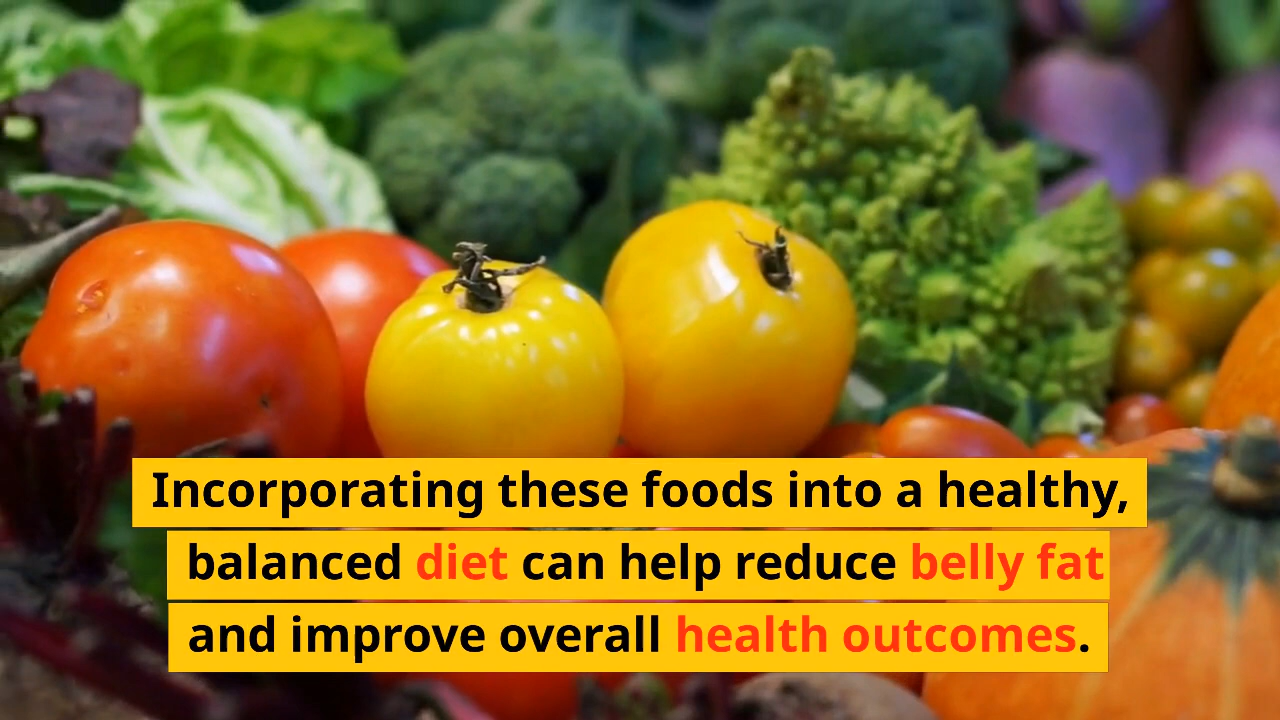 Incorporating these foods into a healthy,
balanced diet can help reduce belly fat
and improve overall health outcomes.